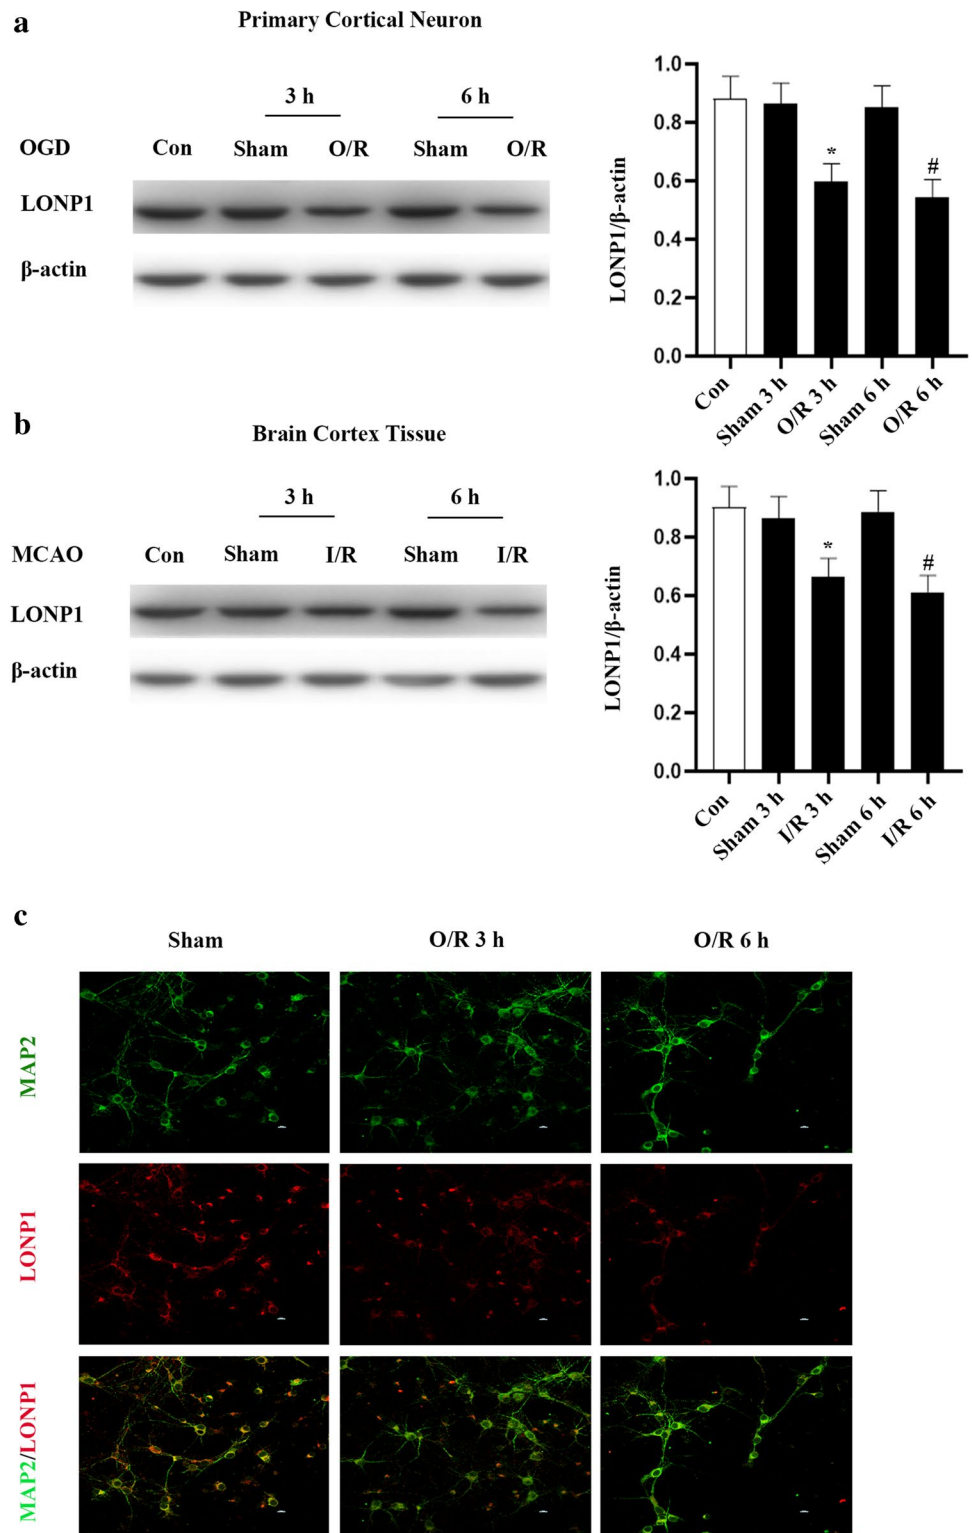 a
Primary Cortical Neuron
3 h 6 h
OGD Con Sham O/R Sham O/R
LONP1
β-actin
LONP1/β-actin
1.0
0.8
0.6
0.4
0.2
0.0
*
#
Con
Sham 3 h
O/R 3 h
Sham 6 h
O/R 6 h
b
Brain Cortex Tissue
3 h 6 h
MCAO Con Sham I/R Sham I/R
LONP1
β-actin
LONP1/β-actin
1.0
0.8
0.6
0.4
0.2
0.0
*
#
Con
Sham 3 h
I/R 3 h
Sham 6 h
I/R 6 h
c
Sham O/R 3 h O/R 6 h
MAP2
LONP1
MAP2/LONP1